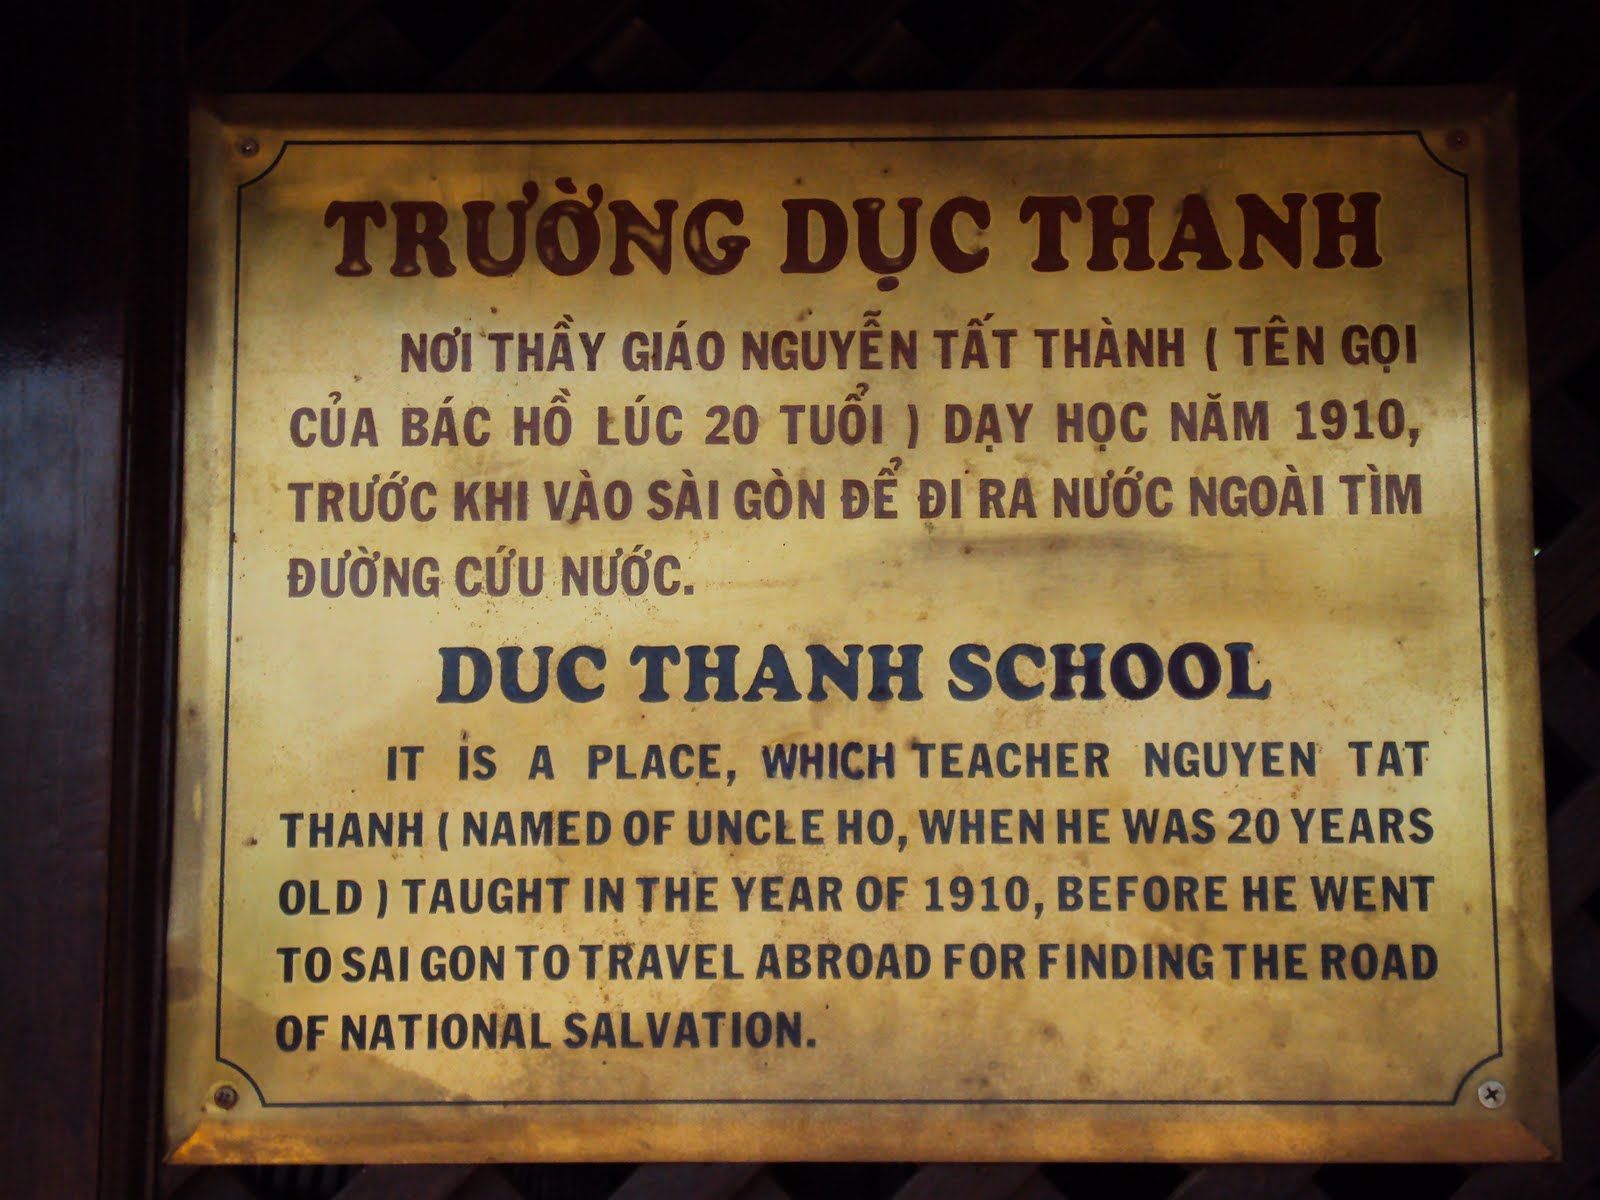 TRƯỜNG DỤC THANH
NƠI THẦY GIÁO NGUYỄN TẤT THÀNH ( TÊN GỌI
CỦA BÁC HỒ LÚC 20 TUỔI ) DẠY HỌC NĂM 1910,
TRƯỚC KHI VÀO SÀI GÒN ĐỂ ĐI RA NƯỚC NGOÀI TÌM
ĐƯỜNG CỨU NƯỚC.
DUC THANH SCHOOL
IT IS A PLACE, WHICH TEACHER NGUYEN TAT
THANH ( NAMED OF UNCLE HO, WHEN HE WAS 20 YEARS
OLD ) TAUGHT IN THE YEAR OF 1910, BEFORE HE WENT
TO SAI GON TO TRAVEL ABROAD FOR FINDING THE ROAD
OF NATIONAL SALVATION.